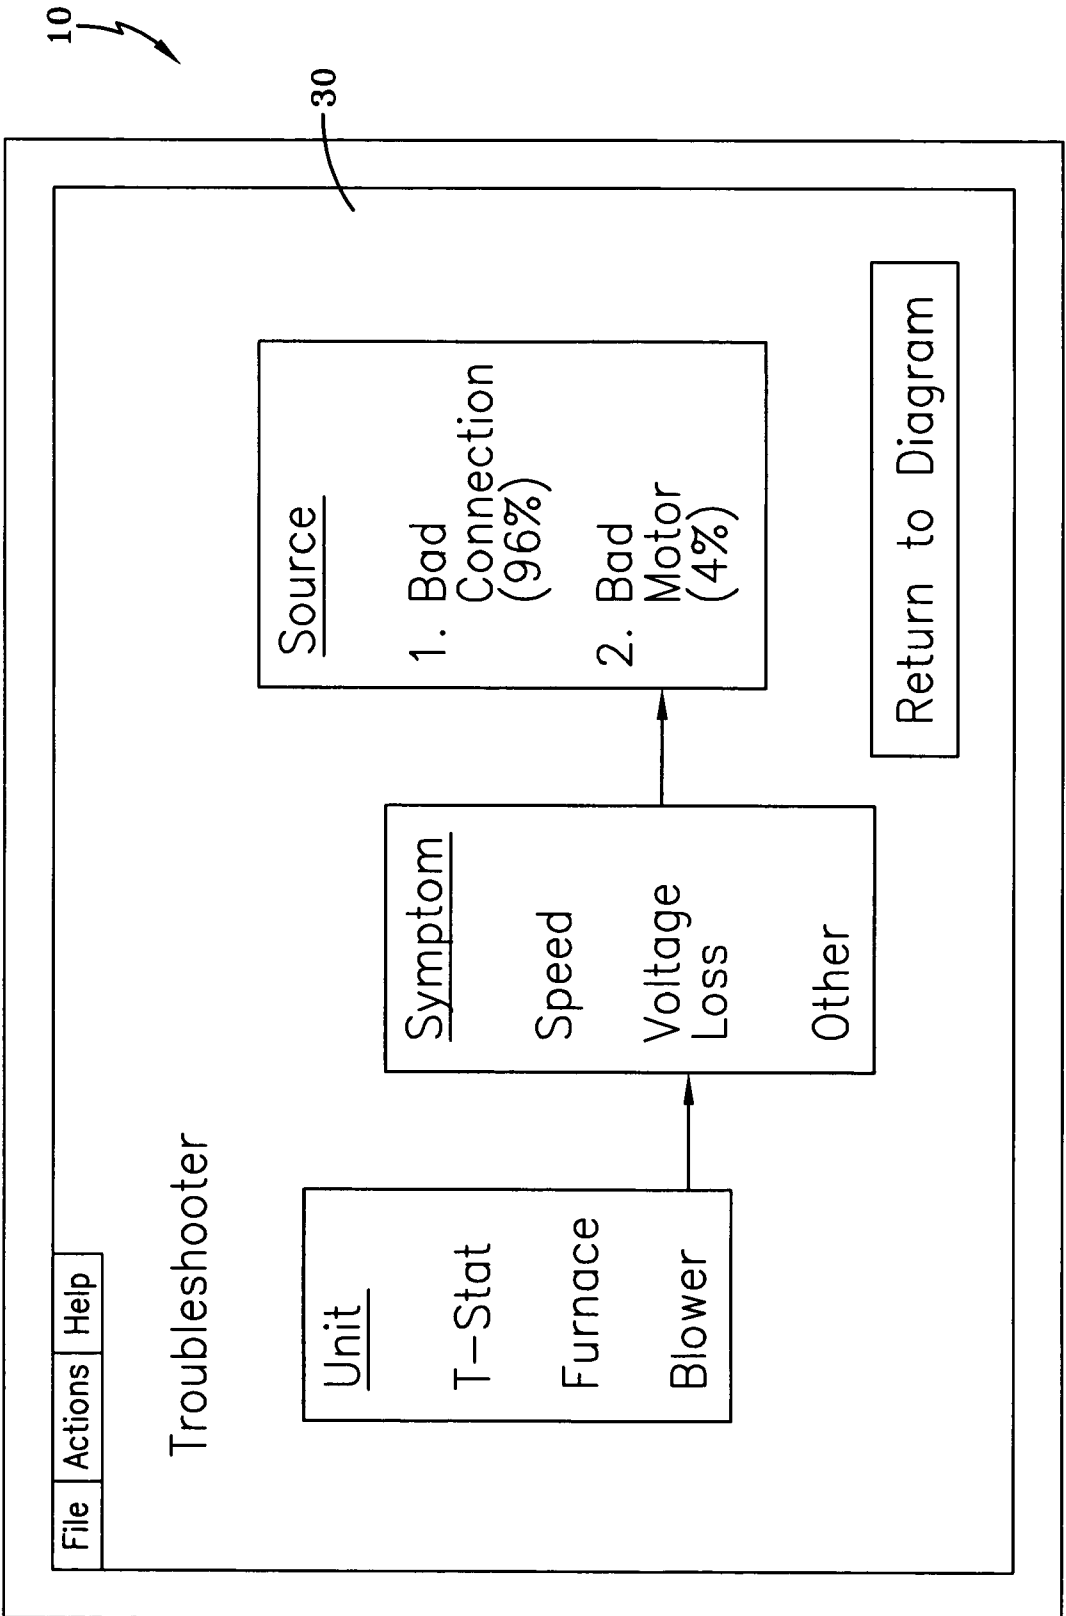 10
30
File Actions Help
Troubleshooter
Unit
T-Stat
Furnace
Blower
Symptom
Speed
Voltage
Loss
Other
Source
1. Bad
Connection
(96%)
2. Bad
Motor
(4%)
Return to Diagram